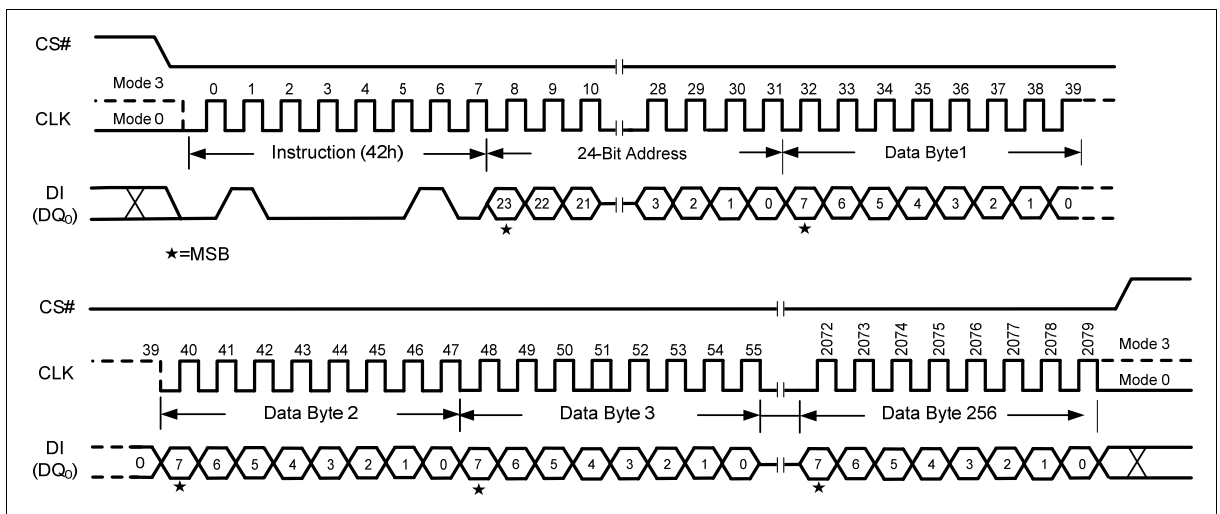 CS#
Mode 3
0 1 2 3 4 5 6 7 8 9 10 28 29 30 31 32 33 34 35 36 37 38 39
CLK
Mode 0
Instruction (42h) 24-Bit Address Data Byte1
DI
(DQ0)
23 22 21 3 2 1 0 7 6 5 4 3 2 1 0
★ ★
★=MSB
CS#
39 40 41 42 43 44 45 46 47 48 49 50 51 52 53 54 55 2072 2073 2074 2075 2076 2077 2078 2079
Mode 3
CLK
Mode 0
Data Byte 2 Data Byte 3 Data Byte 256
DI
(DQ0)
0 7 6 5 4 3 2 1 0 7 6 5 4 3 2 1 0 7 6 5 4 3 2 1 0
★ ★ ★